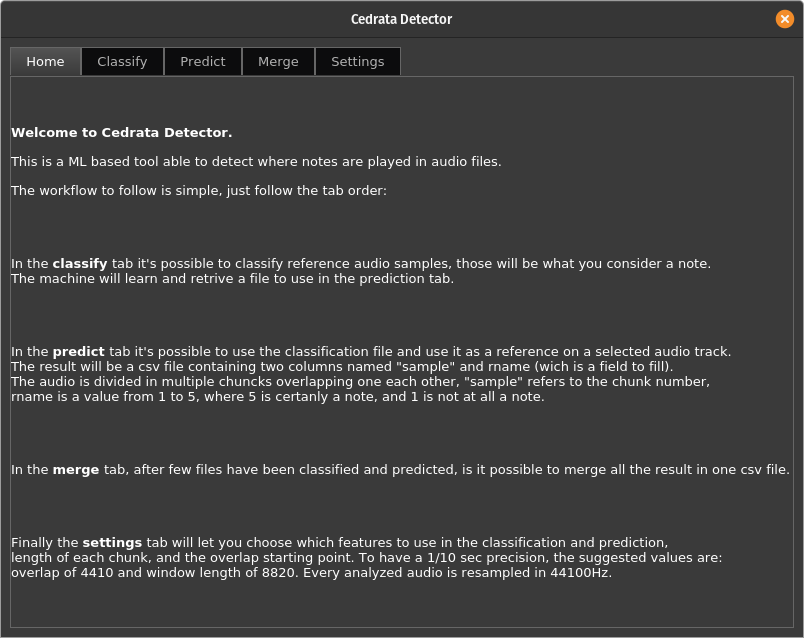 Cedrata Detector
Home Classify Predict Merge Settings
Welcome to Cedrata Detector.
This is a ML based tool able to detect where notes are played in audio files.
The workflow to follow is simple, just follow the tab order:
In the classify tab it's possible to classify reference audio samples, those will be what you consider a note.
The machine will learn and retrive a file to use in the prediction tab.
In the predict tab it's possible to use the classification file and use it as a reference on a selected audio track.
The result will be a csv file containing two columns named "sample" and rname (wich is a field to fill).
The audio is divided in multiple chuncks overlapping one each other, "sample" refers to the chunk number,
rname is a value from 1 to 5, where 5 is certanly a note, and 1 is not at all a note.
In the merge tab, after few files have been classified and predicted, is it possible to merge all the result in one csv file.
Finally the settings tab will let you choose which features to use in the classification and prediction,
length of each chunk, and the overlap starting point. To have a 1/10 sec precision, the suggested values are:
overlap of 4410 and window length of 8820. Every analyzed audio is resampled in 44100Hz.